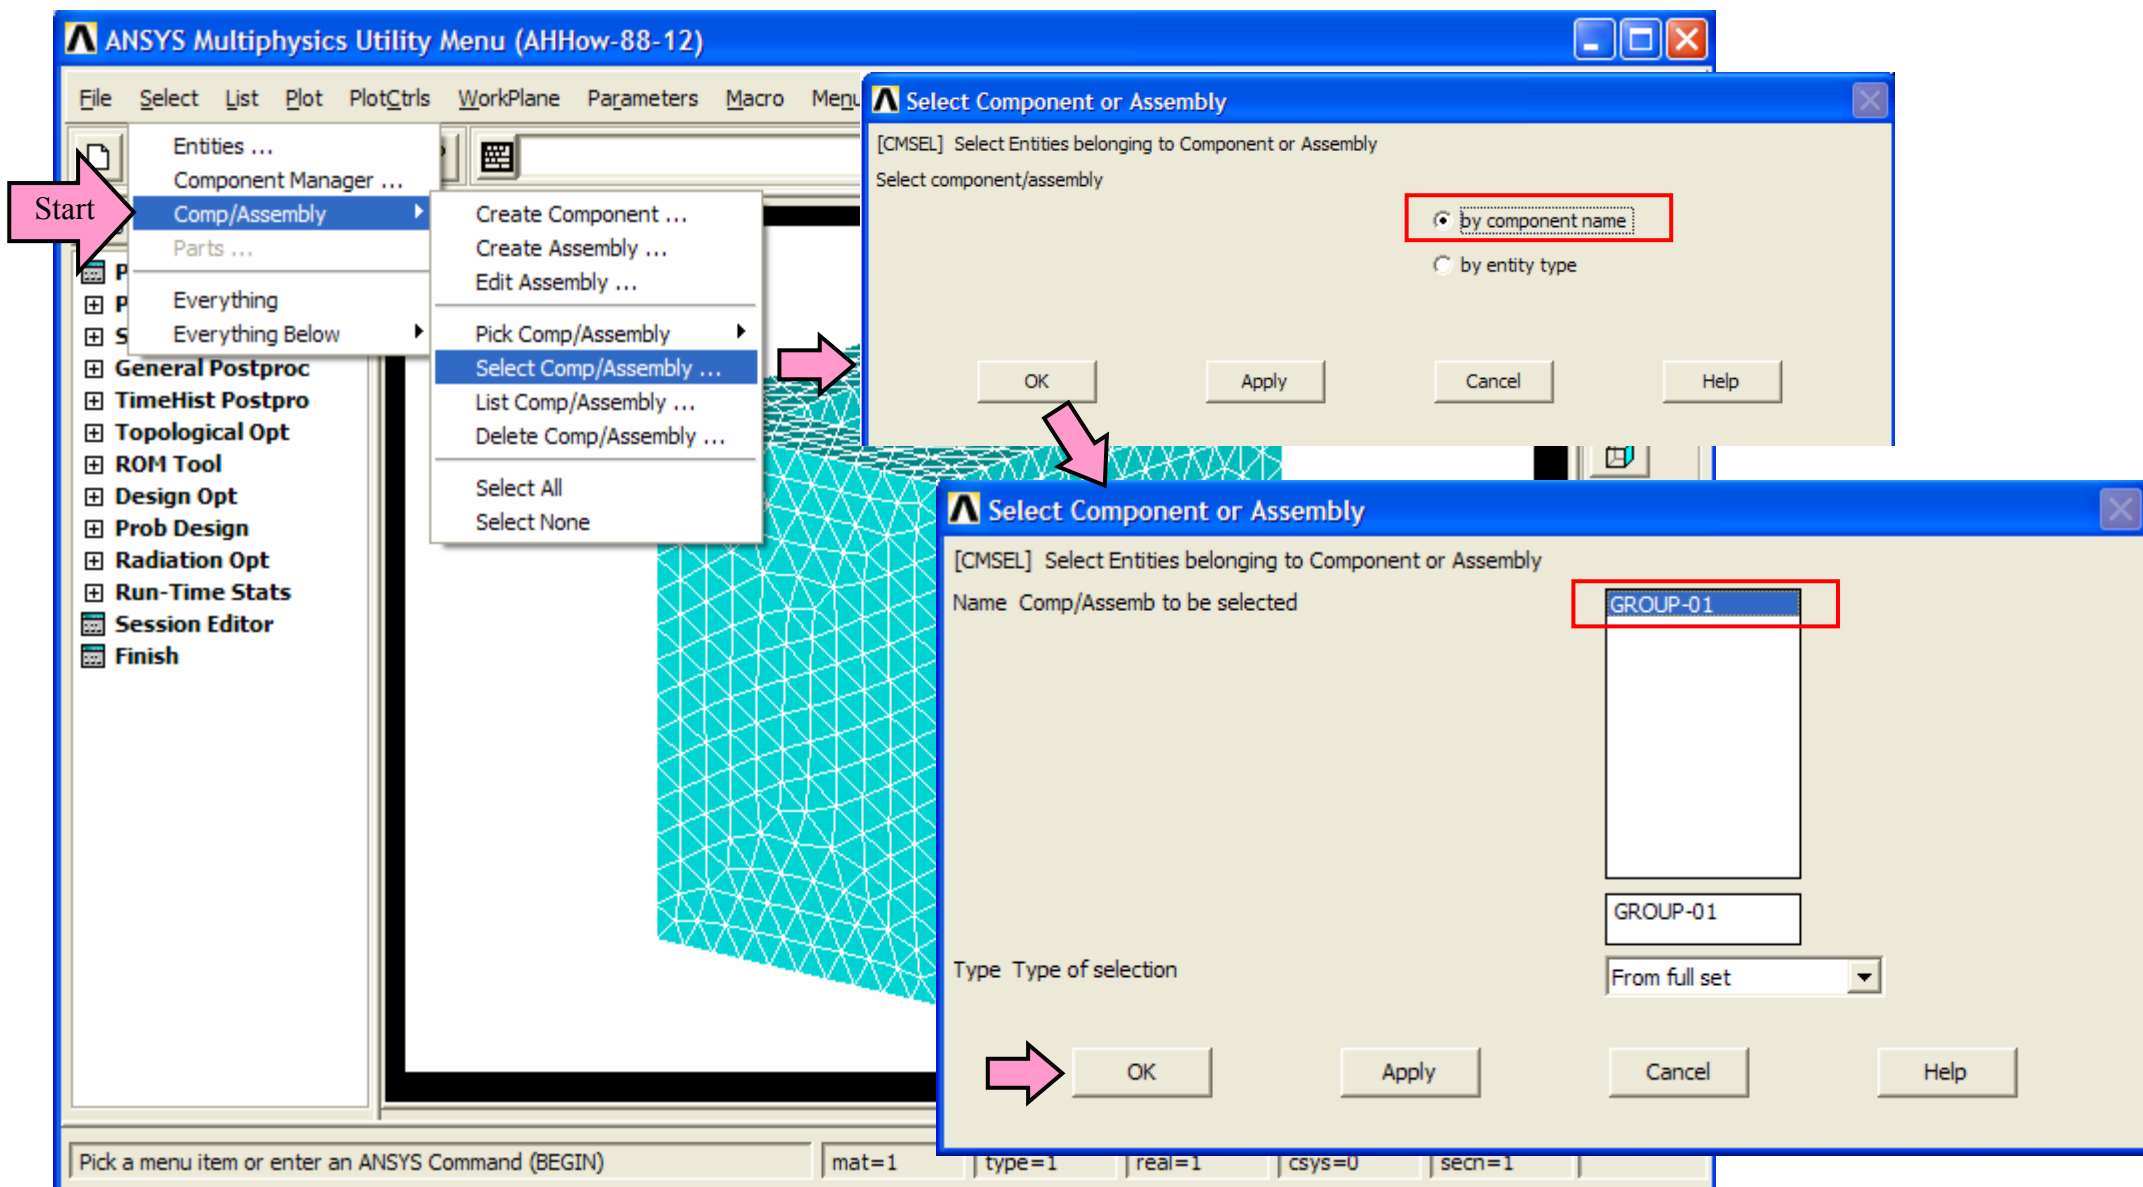 ANSYS Multiphysics Utility Menu (AHHow-88-12)
File Select List Plot PlotCtrls WorkPlane Parameters Macro
Start
Entities ...
Component Manager ...
Comp/Assembly
Parts ...
Everything
Everything Below
Create Component ...
Create Assembly ...
Edit Assembly ...
Pick Comp/Assembly
Select Comp/Assembly ...
List Comp/Assembly ...
Delete Comp/Assembly ...
Select All
Select None
General Postproc
TimeHist Postpro
Topological Opt
ROM Tool
Design Opt
Prob Design
Radiation Opt
Run-Time Stats
Session Editor
Finish
Select Component or Assembly
[CMSEL] Select Entities belonging to Component or Assembly
Select component/assembly
by component name
by entity type
OK Apply Cancel Help
Select Component or Assembly
[CMSEL] Select Entities belonging to Component or Assembly
Name Comp/Assemb to be selected
GROUP-01
GROUP-01
Type Type of selection
From full set
OK Apply Cancel Help
Pick a menu item or enter an ANSYS Command (BEGIN)
mat=1 type=1 real=1 csys=0 secn=1